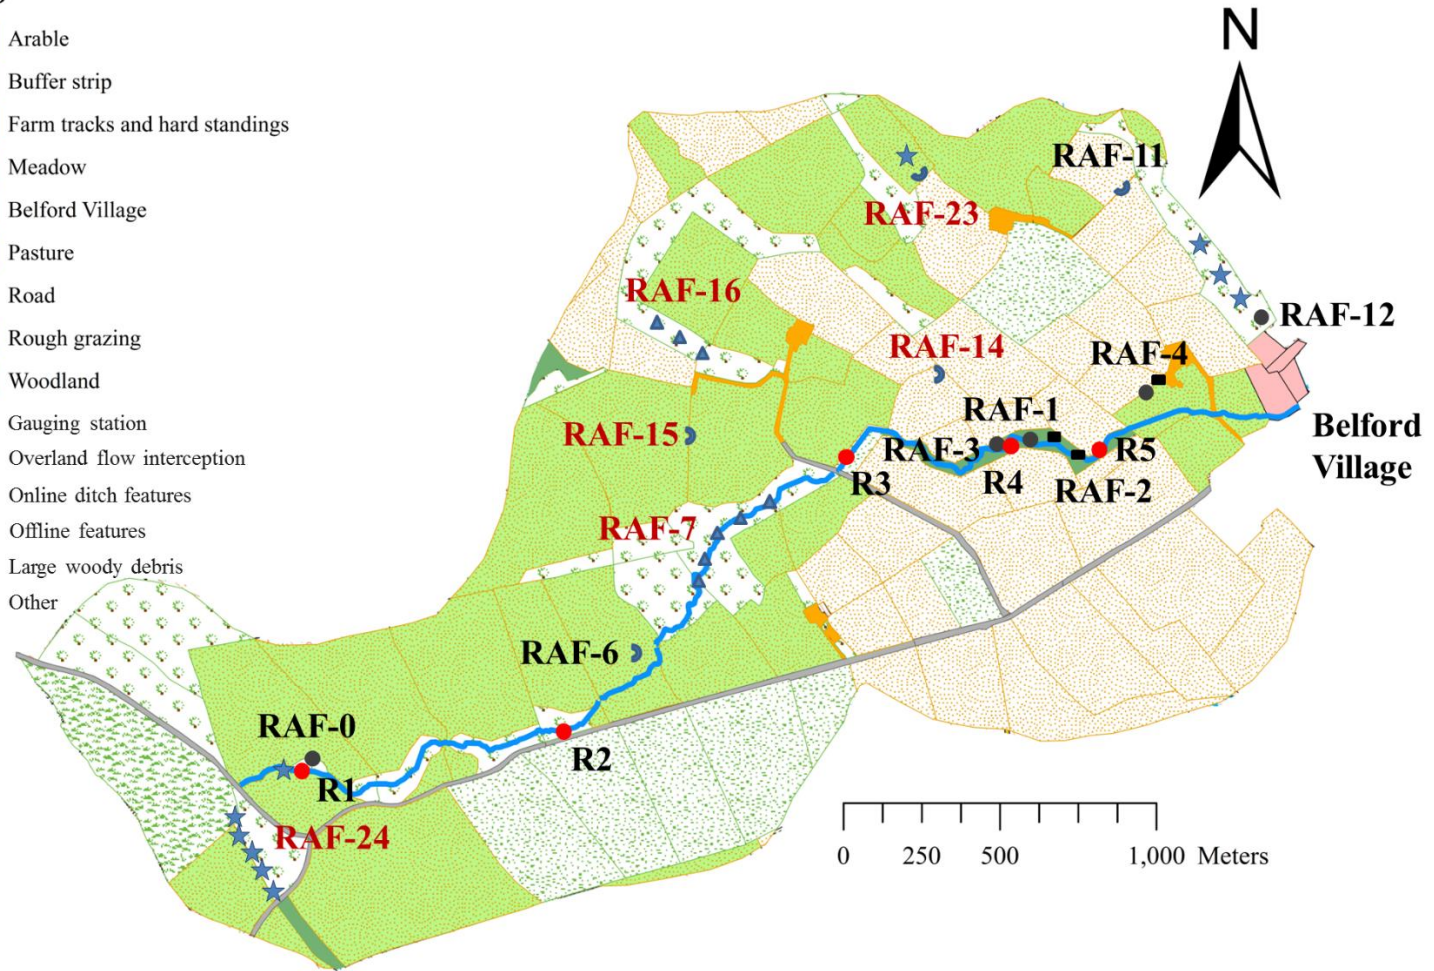 Arable
Buffer strip
Farm tracks and hard standings
Meadow
Belford Village
Pasture
Road
Rough grazing
Woodland
Gauging station
Overland flow interception
Online ditch features
Offline features
Large woody debris
Other
N
RAF-11
RAF-23
RAF-16
RAF-12
RAF-14
RAF-4
RAF-1
RAF-15
RAF-3
R5
Belford
Village
R3
R4
RAF-2
RAF-7
RAF-6
RAF-0
R2
R1
RAF-24
0 250 500 1,000 Meters